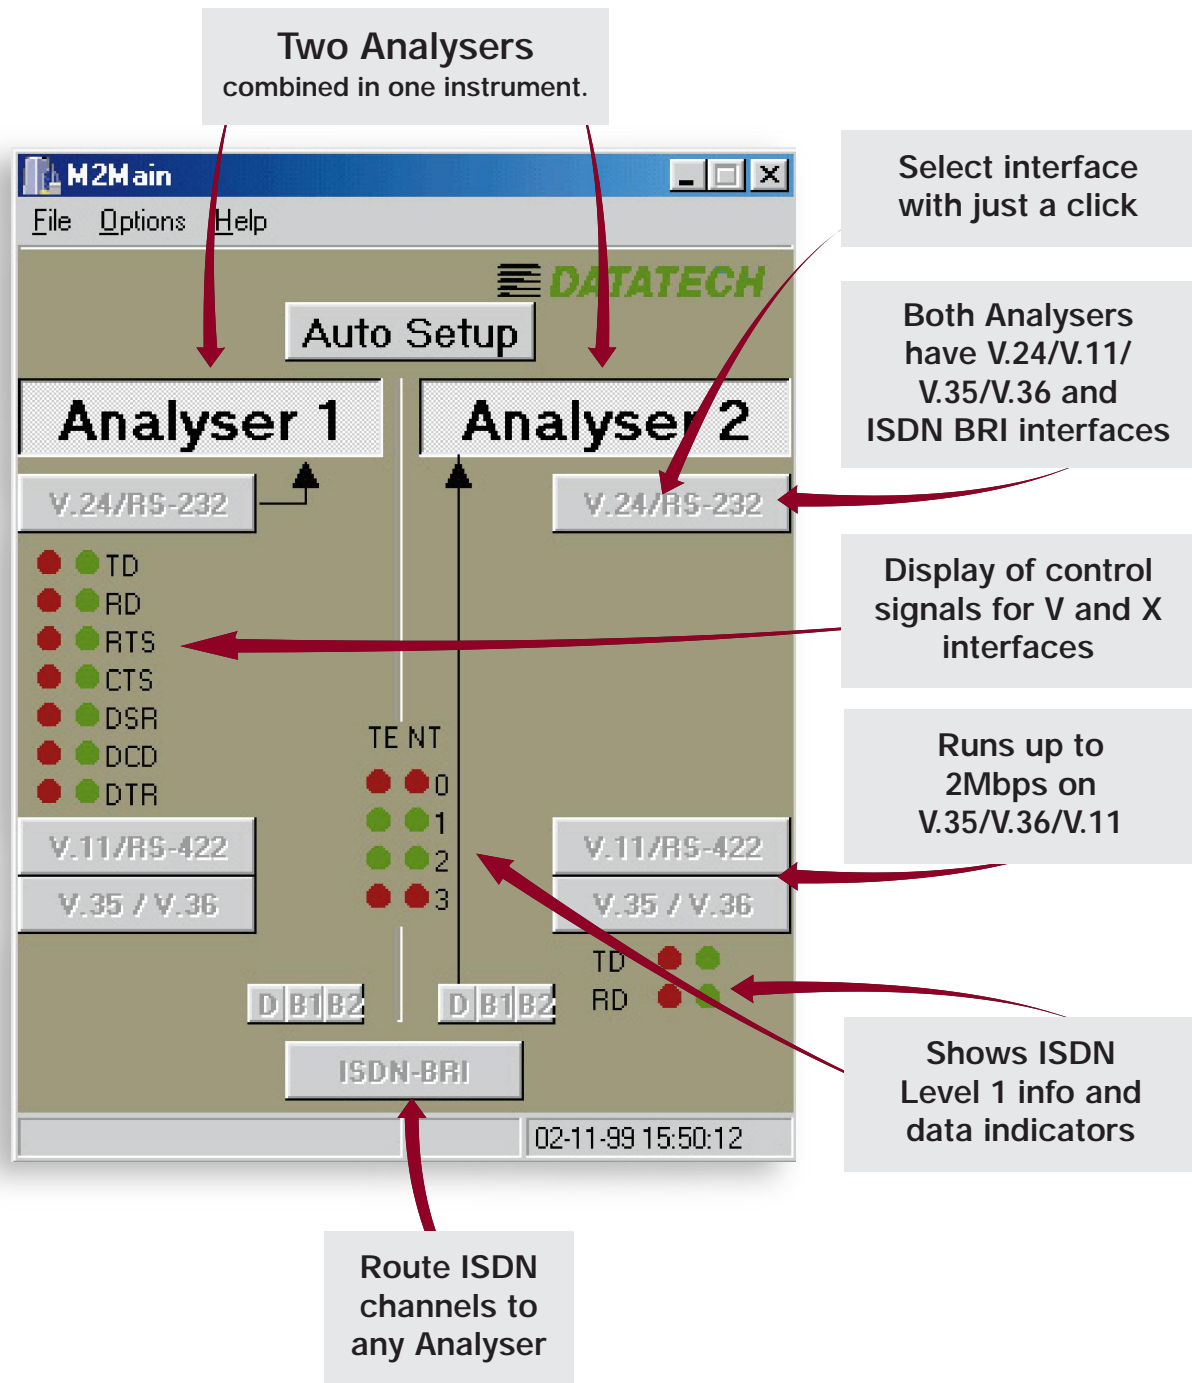 Two Analysers
combined in one instrument.
M2Main
File Options Help
DATATECH
Auto Setup
Analyser 1
Analyser 2
V.24/RS-232
V.24/RS-232
TD
RD
RTS
CTS
DSR
DCD
DTR
TE NT
0
1
2
3
V.11/RS-422
V.35 / V.36
V.11/RS-422
V.35 / V.36
TD
RD
D B1 B2
D B1 B2
ISDN-BRI
02-11-99 15:50:12
Select interface
with just a click
Both Analysers
have V.24/V.11/
V.35/V.36 and
ISDN BRI interfaces
Display of control
signals for V and X
interfaces
Runs up to
2Mbps on
V.35/V.36/V.11
Shows ISDN
Level 1 info and
data indicators
Route ISDN
channels to
any Analyser